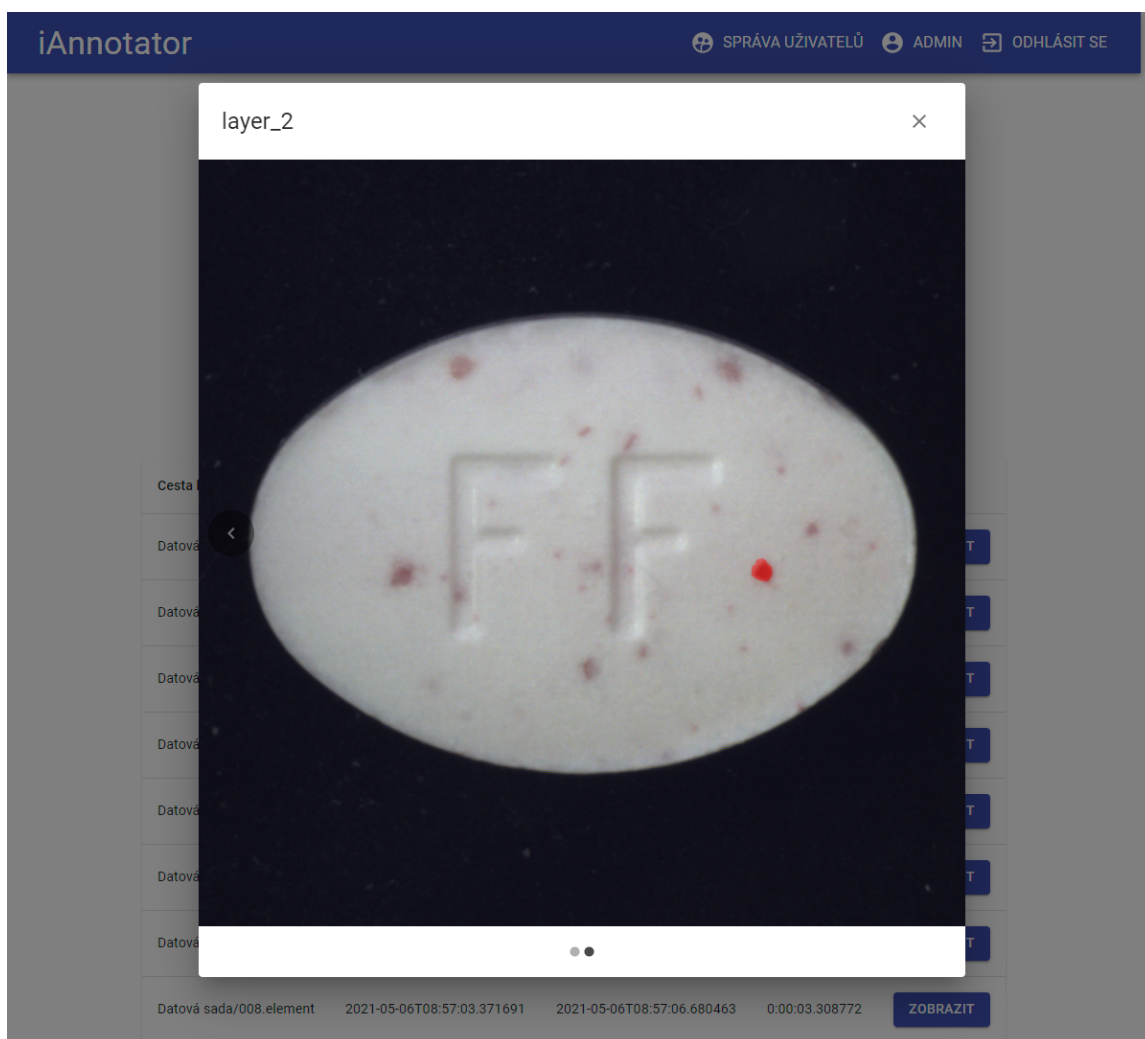 iAnnotator
SPRÁVA UŽIVATELŮ ADMIN ODHLÁSIT SE
layer_2
FF
Cesta
Datová T
Datová T
Datová T
Datová T
Datová T
Datová T
Datová T
Datová sada/008.element 2021-05-06T08:57:03.371691 2021-05-06T08:57:06.680463 0:00:03.308772 ZOBRAZIT